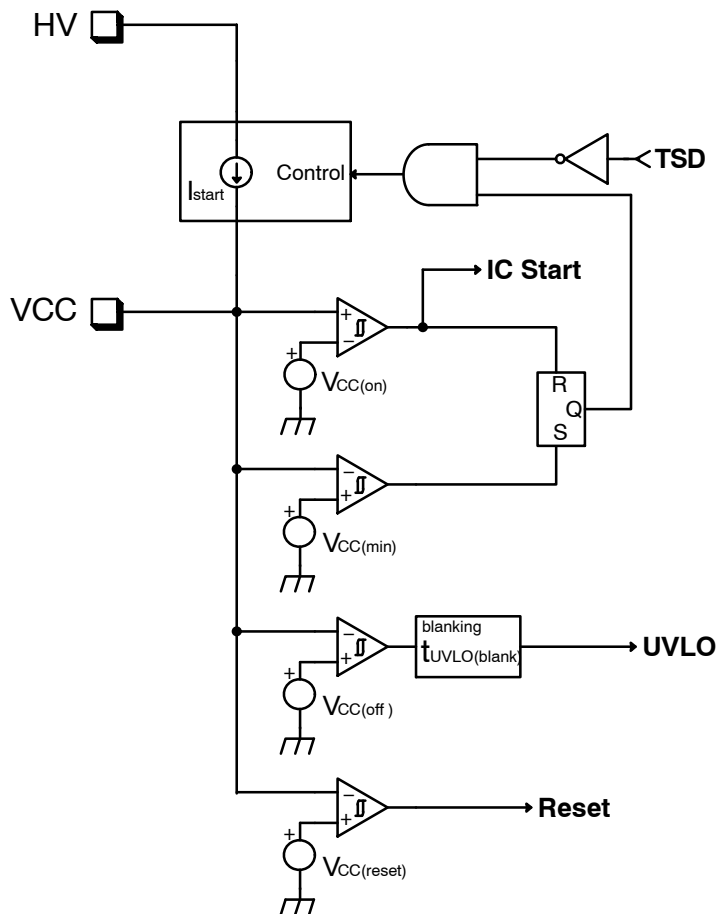 HV
Control
Istart
TSD
IC Start
VCC
+
−
+
VCC(on)
R
Q
S
−
+
+
VCC(min)
blanking
tUVLO(blank)
UVLO
−
+
+
VCC(off )
Reset
−
+
+
VCC(reset)